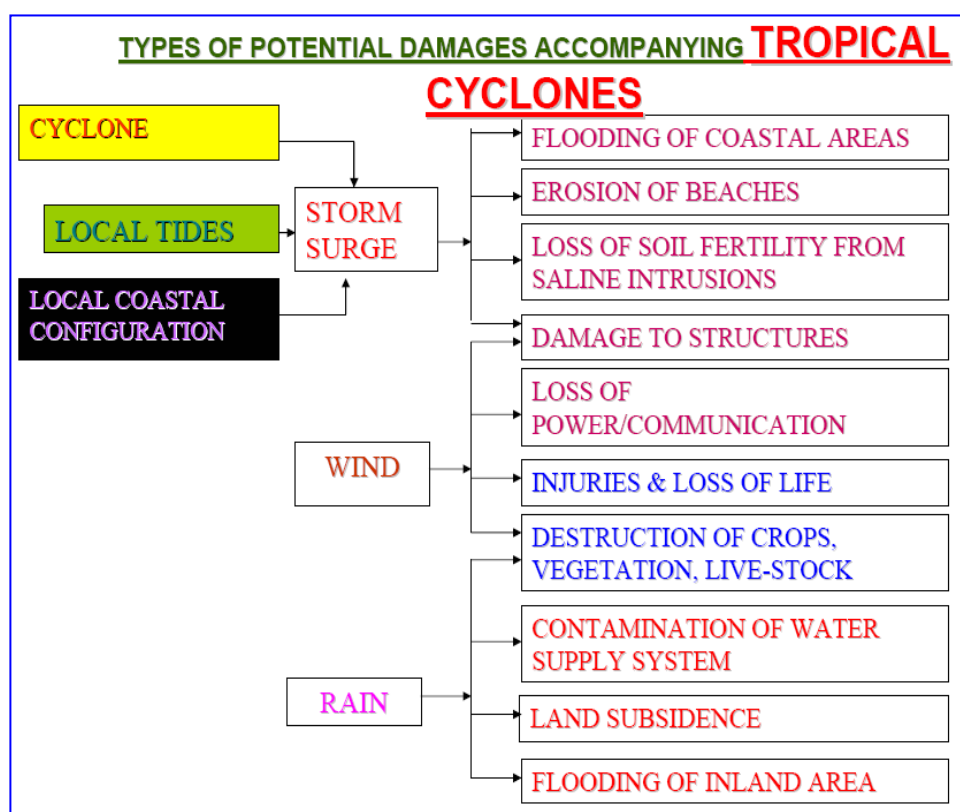 TYPES OF POTENTIAL DAMAGES ACCOMPANYING TROPICAL
CYCLONES
CYCLONE
LOCAL TIDES
LOCAL COASTAL
CONFIGURATION
STORM
SURGE
FLOODING OF COASTAL AREAS
EROSION OF BEACHES
LOSS OF SOIL FERTILITY FROM
SALINE INTRUSIONS
DAMAGE TO STRUCTURES
WIND
LOSS OF
POWER/COMMUNICATION
INJURIES & LOSS OF LIFE
DESTRUCTION OF CROPS,
VEGETATION, LIVE-STOCK
RAIN
CONTAMINATION OF WATER
SUPPLY SYSTEM
LAND SUBSIDENCE
FLOODING OF INLAND AREA